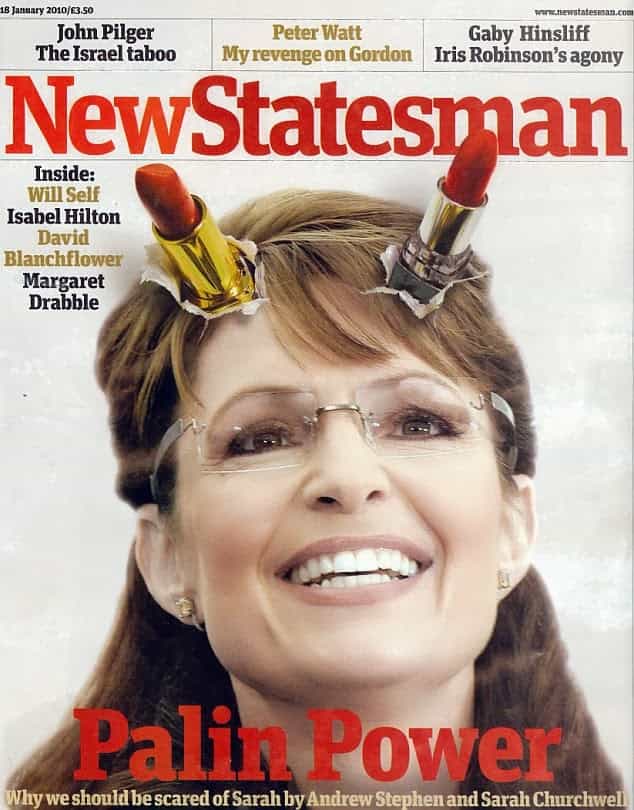 18 January 2010/£3.50
www.newstatesman.com
John Pilger
The Israel taboo
Peter Watt
My revenge on Gordon
Gaby Hinsliff
Iris Robinson's agony
NewStatesman
Inside:
Will Self
Isabel Hilton
David
Blanchflower
Margaret
Drabble
Palin Power
Why we should be scared of Sarah by Andrew Stephen and Sarah Churchwell